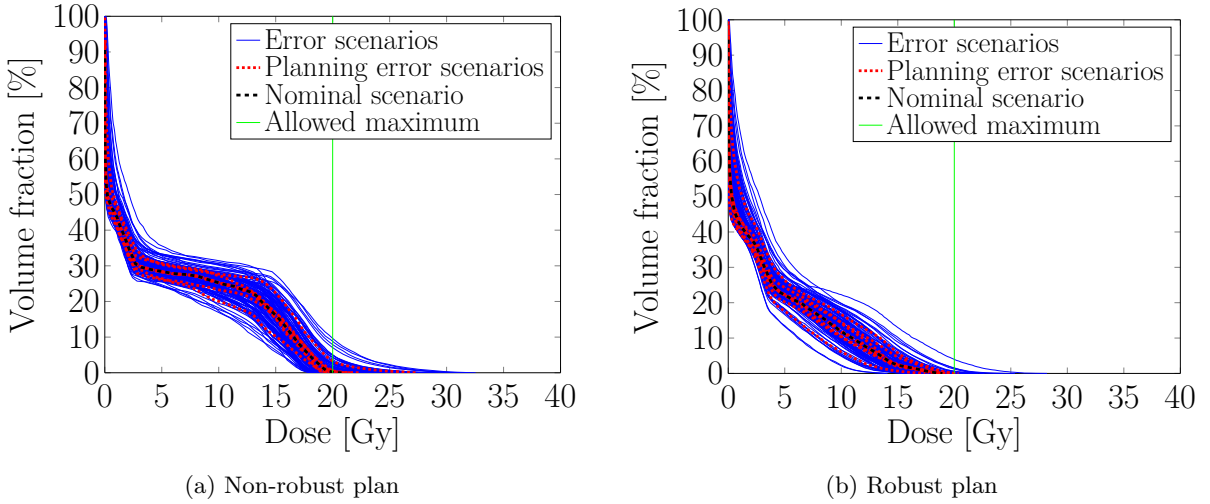 100
90
80
70
60
50
40
30
20
10
0
Volume fraction [%]
Error scenarios
Planning error scenarios
Nominal scenario
Allowed maximum
0 5 10 15 20 25 30 35 40
Dose [Gy]
(a) Non-robust plan
100
90
80
70
60
50
40
30
20
10
0
Volume fraction [%]
Error scenarios
Planning error scenarios
Nominal scenario
Allowed maximum
0 5 10 15 20 25 30 35 40
Dose [Gy]
(b) Robust plan